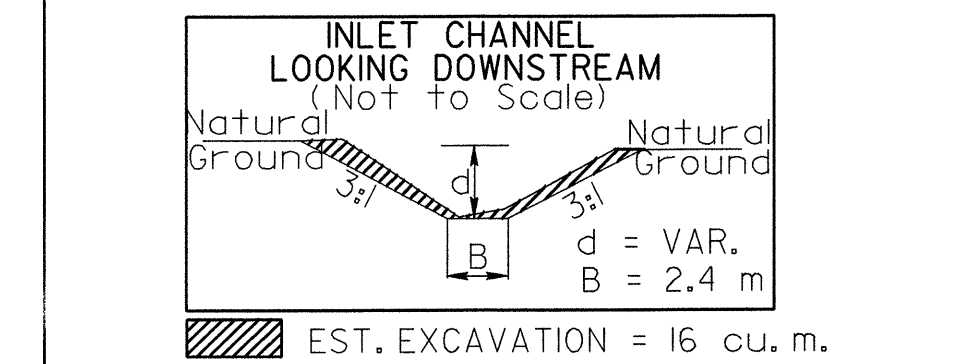 INLET CHANNEL
LOOKING DOWNSTREAM
(Not to Scale)
Natural
Ground
Natural
Ground
3:1
d
3:1
B
d = VAR.
B = 2.4 m
EST. EXCAVATION = 16 cu. m.